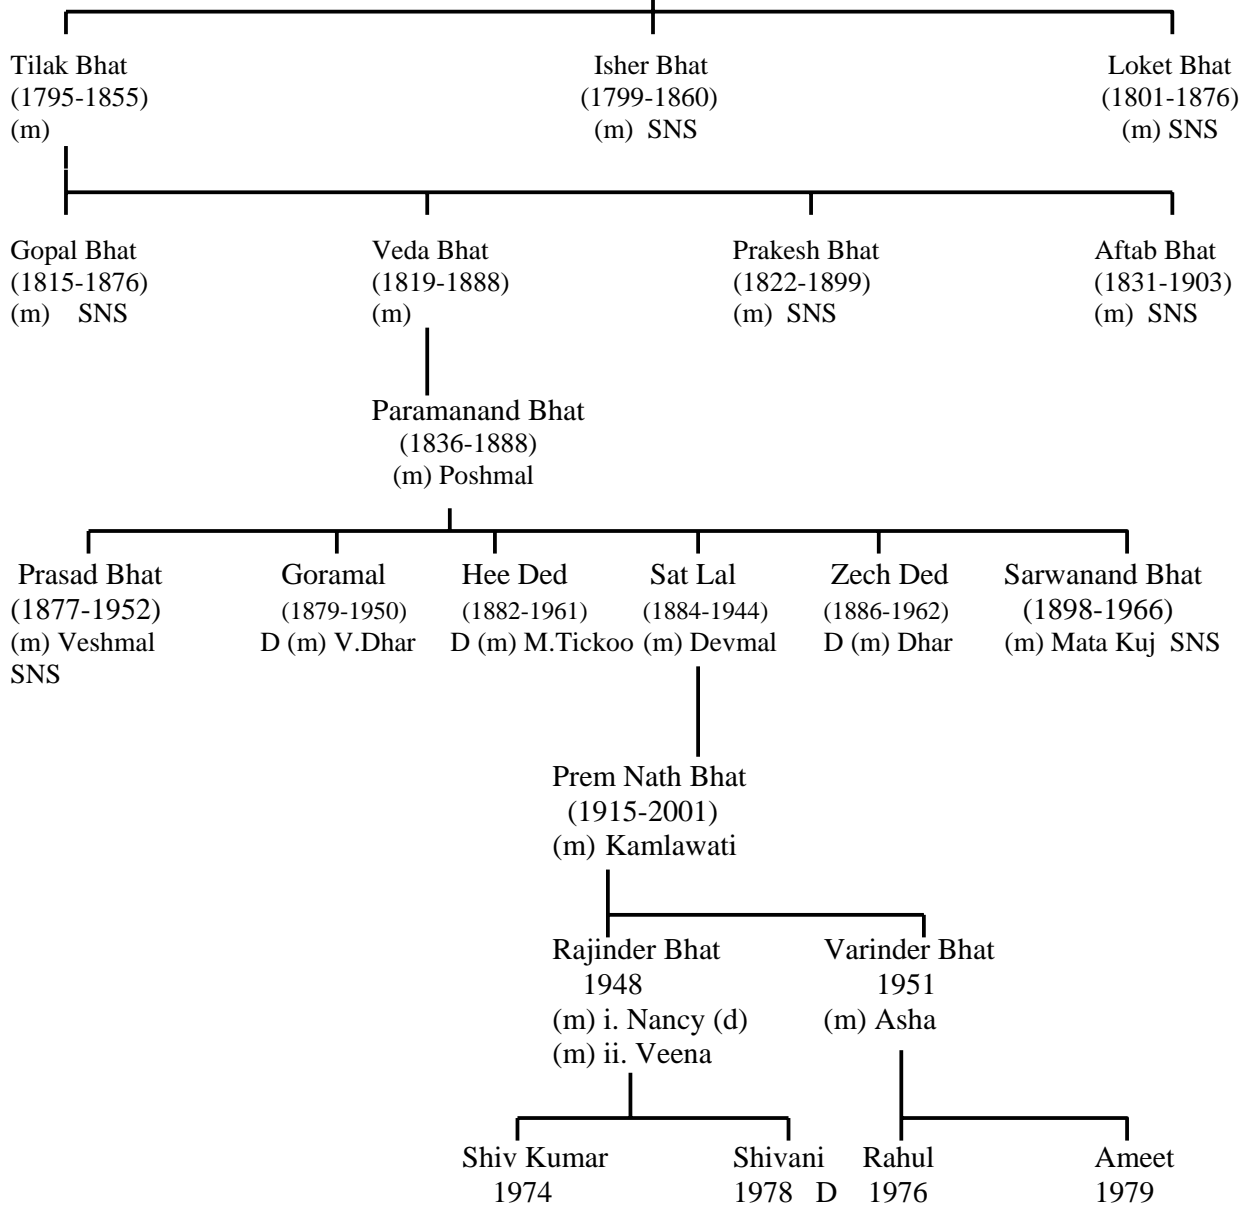 Tilak Bhat Isher Bhat Loket Bhat
(1795-1855) (1799-1860) (1801-1876)
(m) (m) SNS (m) SNS
Gopal Bhat Veda Bhat Prakesh Bhat Aftab Bhat
(1815-1876) (1819-1888) (1822-1899) (1831-1903)
(m) SNS (m) (m) SNS (m) SNS
Paramanand Bhat
(1836-1888)
(m) Poshmal
Prasad Bhat Goramal Hee Ded Sat Lal Zech Ded Sarwanand Bhat
(1877-1952) (1879-1950) (1882-1961) (1884-1944) (1886-1962) (1898-1966)
(m) Veshmal D (m) V.Dhar D (m) M.Tickoo (m) Devmal D (m) Dhar (m) Mata Kuj SNS
SNS
Prem Nath Bhat
(1915-2001)
(m) Kamlawati
Rajinder Bhat Varinder Bhat
1948 1951
(m) i. Nancy (d) (m) Asha
(m) ii. Veena
Shiv Kumar Shivani Rahul Ameet
1974 1978 D 1976 1979